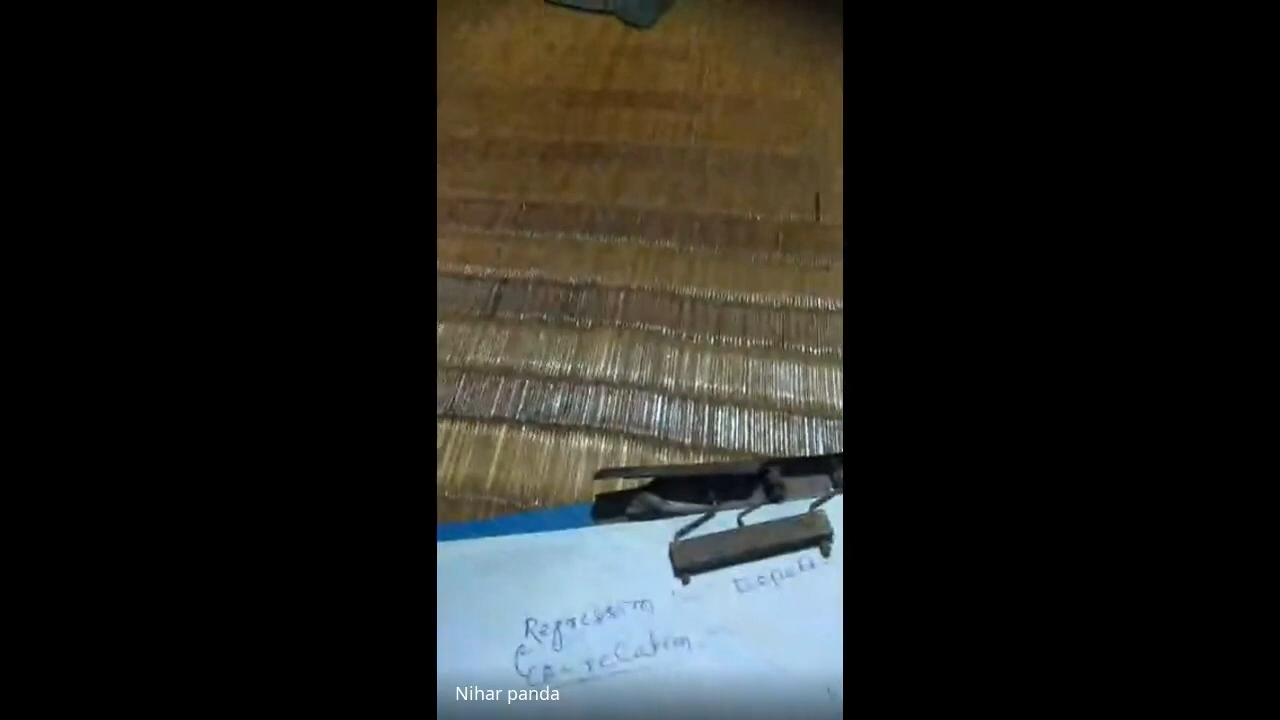 Regression :-
Correlation :-
Nihar panda